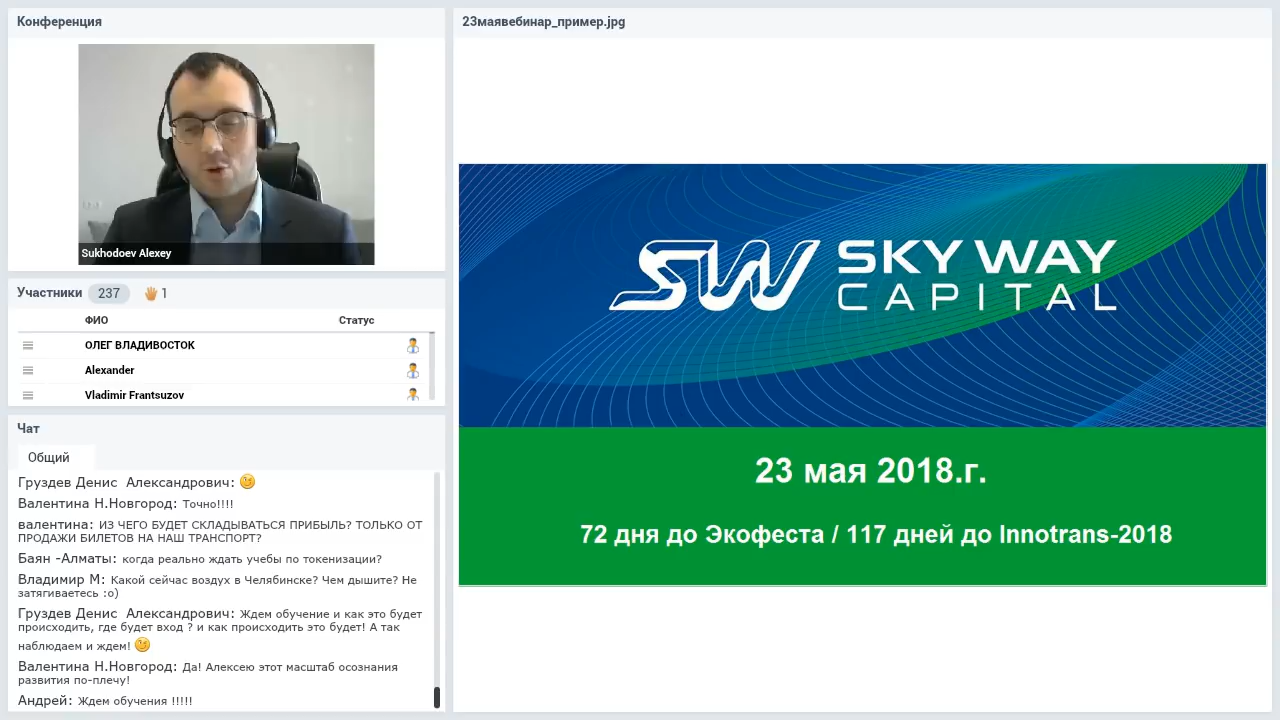 Конференция
Sukhodoev Alexey
Участники 237 1
ФИО Статус
ОЛЕГ ВЛАДИВОСТОК
Alexander
Vladimir Frantsuzov
Чат
Общий
Груздев Денис Александрович:
Валентина Н.Новгород: Точно!!!!
валентина: ИЗ ЧЕГО БУДЕТ СКЛАДЫВАТЬСЯ ПРИБЫЛЬ? ТОЛЬКО ОТ
ПРОДАЖИ БИЛЕТОВ НА НАШ ТРАНСПОРТ?
Баян -Алматы: когда реально ждать учебы по токенизации?
Владимир М: Какой сейчас воздух в Челябинске? Чем дышите? Не
затягиваетесь :о)
Груздев Денис Александрович: Ждем обучение и как это будет
происходить, где будет вход ? и как происходить это будет! А так
наблюдаем и ждем!
Валентина Н.Новгород: Да! Алексею этот масштаб осознания
развития по-плечу!
Андрей: Ждем обучения !!!!!
23маявебинар_пример.jpg
SW SKY WAY
CAPITAL
23 мая 2018.г.
72 дня до Экофеста / 117 дней до Innotrans-2018